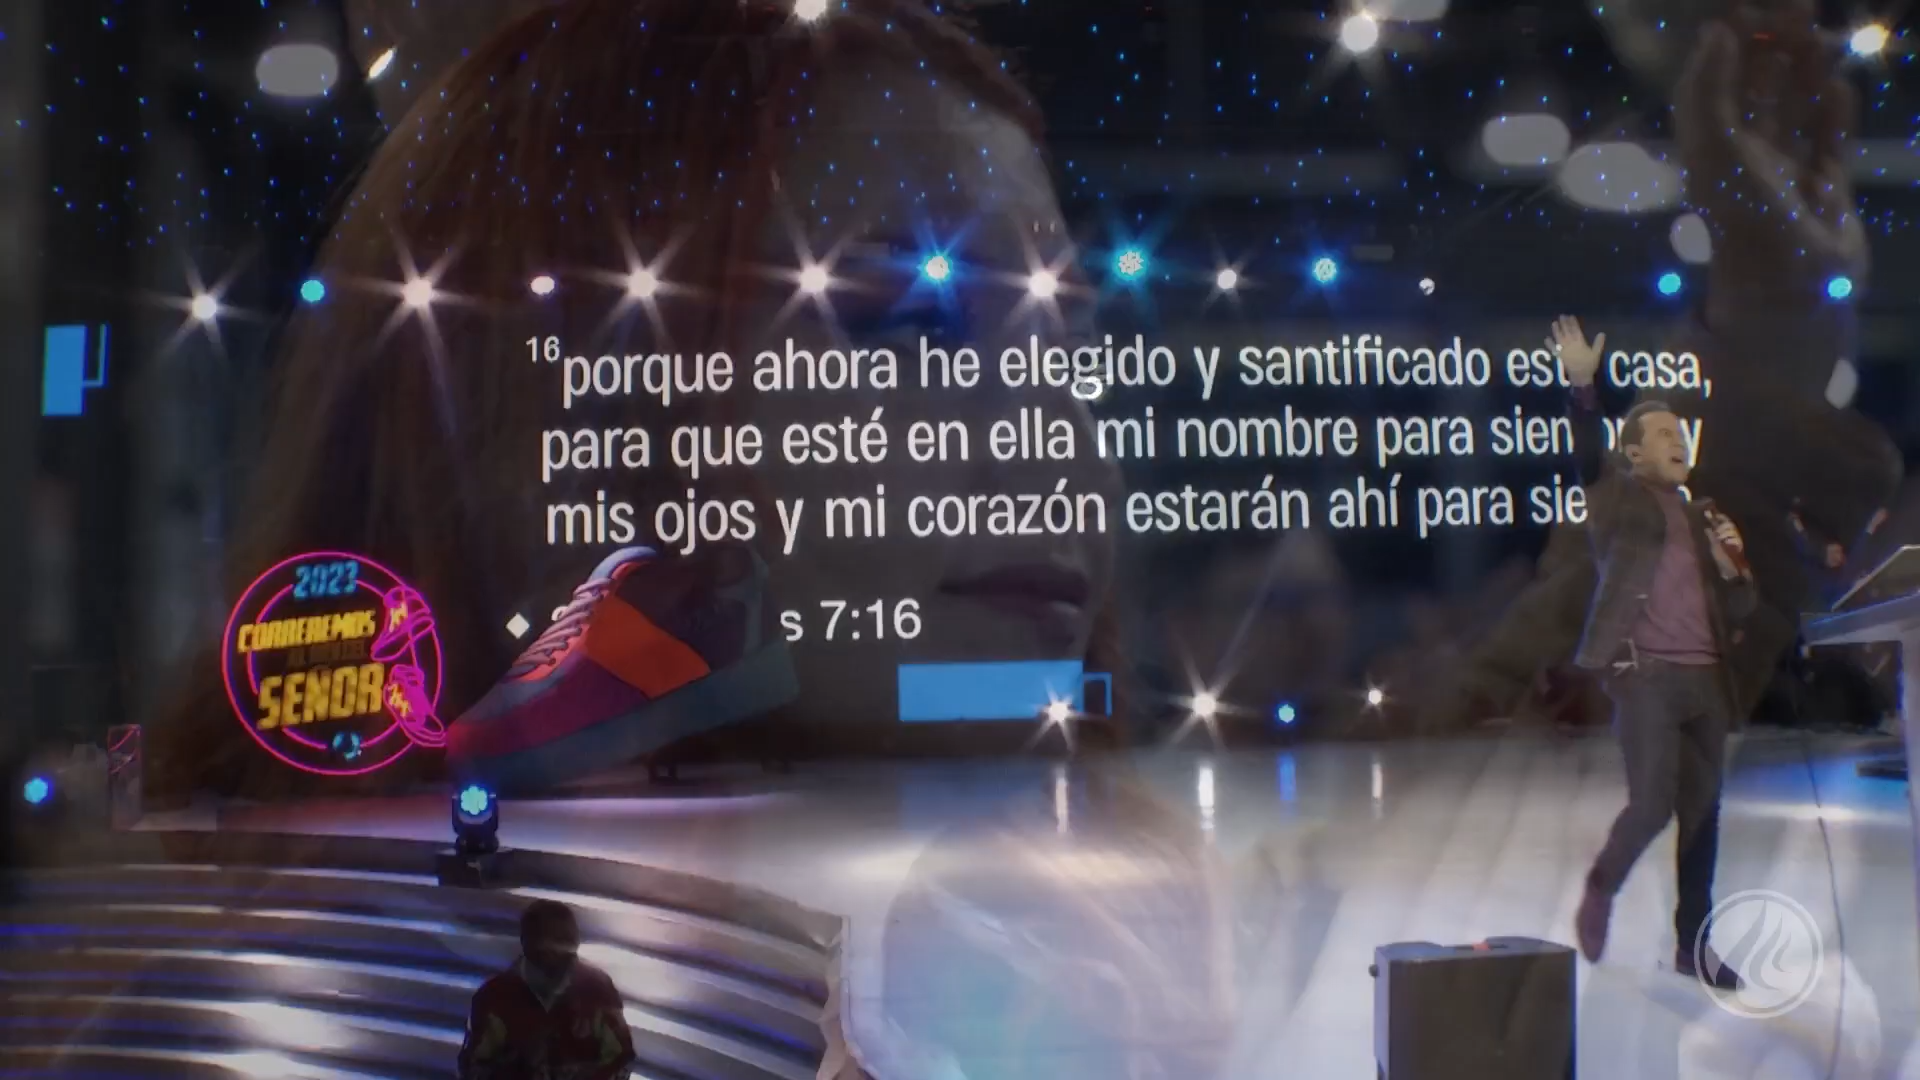 16porque ahora he elegido y santificado est casa,
para que esté en ella mi nombre para sien y
mis ojos y mi corazón estarán ahí para sie
s 7:16
2023
CORREREMOS
SEÑOR